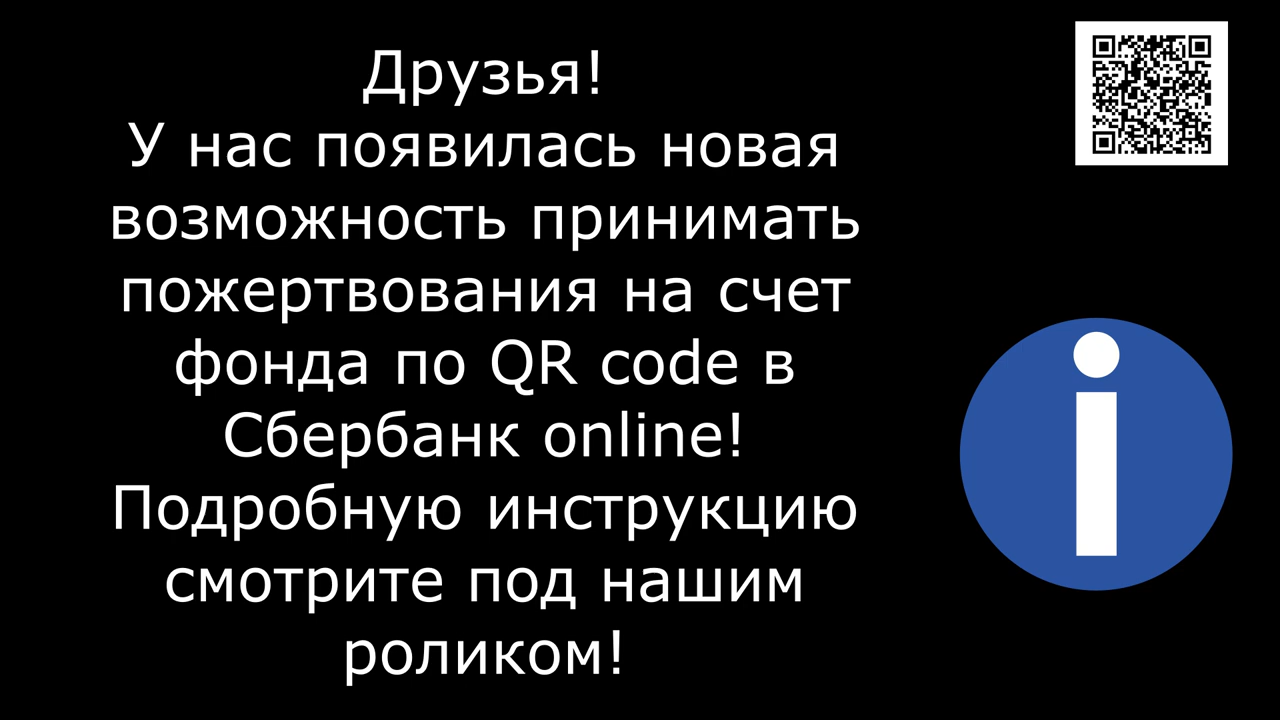 Друзья!
У нас появилась новая
возможность принимать
пожертвования на счет
фонда по QR code в
Сбербанк online!
Подробную инструкцию
смотрите под нашим
роликом!